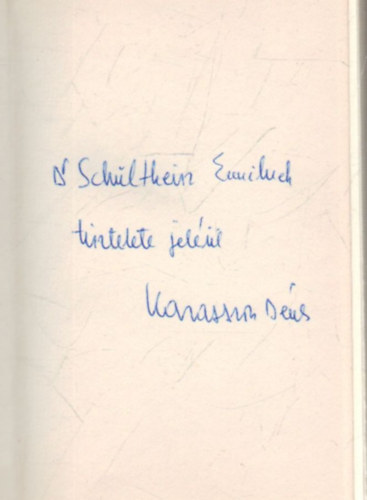 Dr Schultheisz Emilnek
tisztelete jeléül
Karasszon Dénes